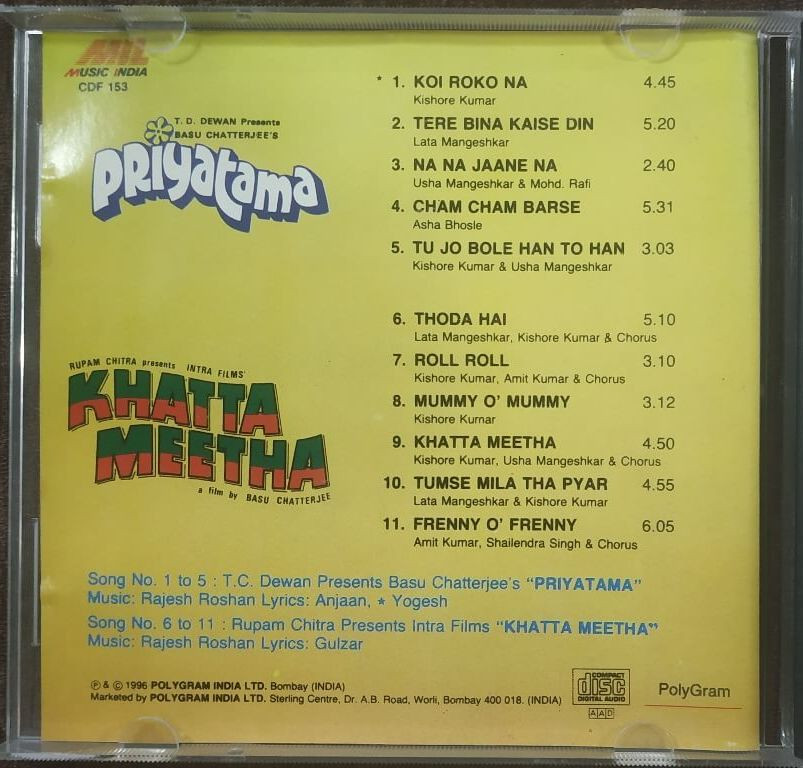 MIL
MUSIC INDIA
CDF 153
T. D. DEWAN Presents
BASU CHATTERJEE'S
PRIYATAMA
* 1. KOI ROKO NA 4.45
Kishore Kumar
2. TERE BINA KAISE DIN 5.20
Lata Mangeshkar
3. NA NA JAANE NA 2.40
Usha Mangeshkar & Mohd. Rafi
4. CHAM CHAM BARSE 5.31
Asha Bhosle
5. TU JO BOLE HAN TO HAN 3.03
Kishore Kumar & Usha Mangeshkar
RUPAM CHITRA presents INTRA FILMS'
KHATTA
MEETHA
a film by BASU CHATTERJEE
6. THODA HAI 5.10
Lata Mangeshkar, Kishore Kumar & Chorus
7. ROLL ROLL 3.10
Kishore Kumar, Amit Kumar & Chorus
8. MUMMY O' MUMMY 3.12
Kishore Kumar
9. KHATTA MEETHA 4.50
Kishore Kumar, Usha Mangeshkar & Chorus
10. TUMSE MILA THA PYAR 4.55
Lata Mangeshkar & Kishore Kumar
11. FRENNY O' FRENNY 6.05
Amit Kumar, Shailendra Singh & Chorus
Song No. 1 to 5 : T.C. Dewan Presents Basu Chatterjee's "PRIYATAMA"
Music: Rajesh Roshan Lyrics: Anjaan, * Yogesh
Song No. 6 to 11 : Rupam Chitra Presents Intra Films "KHATTA MEETHA"
Music: Rajesh Roshan Lyrics: Gulzar
℗ & © 1996 POLYGRAM INDIA LTD. Bombay (INDIA)
Marketed by POLYGRAM INDIA LTD. Sterling Centre, Dr. A.B. Road, Worli, Bombay 400 018. (INDIA)
COMPACT
disc
DIGITAL AUDIO
AAD
PolyGram